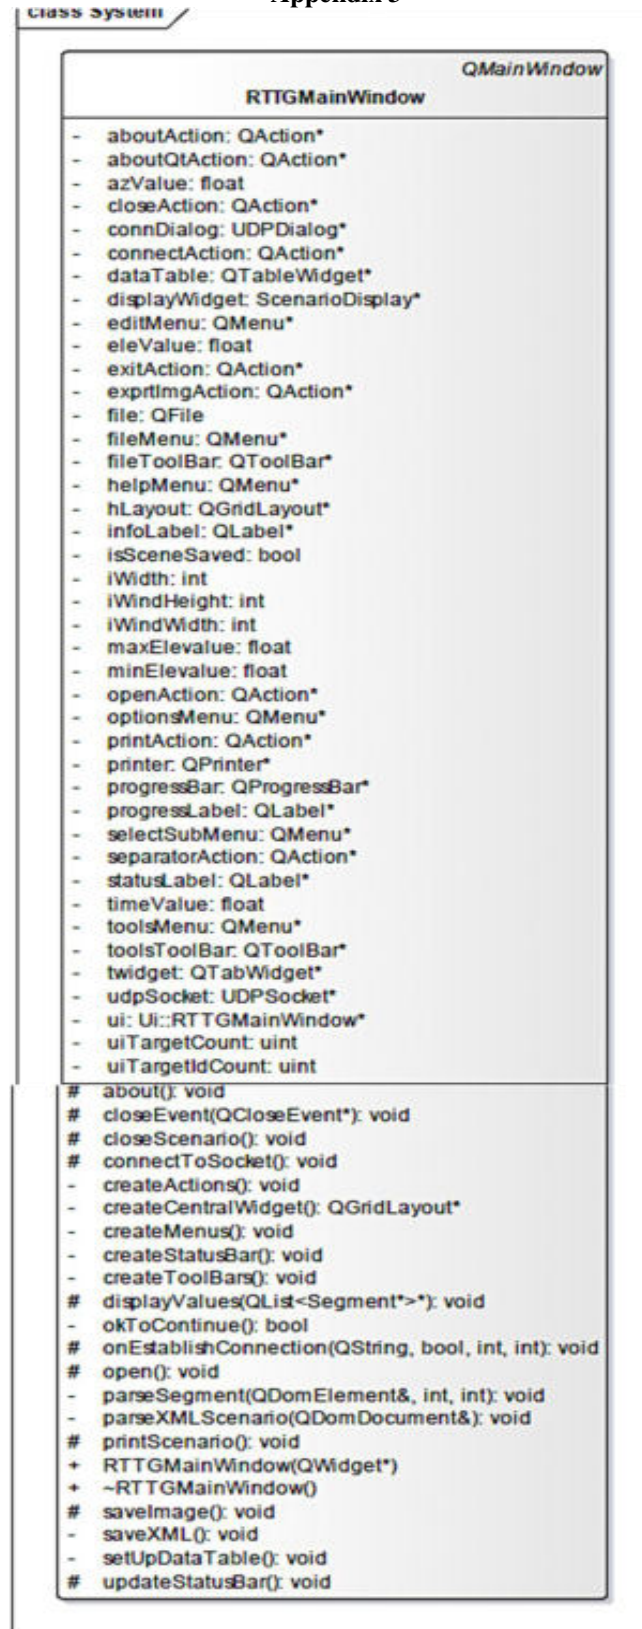 Appendix 3
class System
QMainWindow
RTTGMainWindow
- aboutAction: QAction*
- aboutQtAction: QAction*
- azValue: float
- closeAction: QAction*
- connDialog: UDPDialog*
- connectAction: QAction*
- dataTable: QTableWidget*
- displayWidget: ScenarioDisplay*
- editMenu: QMenu*
- eleValue: float
- exitAction: QAction*
- exprtImgAction: QAction*
- file: QFile
- fileMenu: QMenu*
- fileToolBar: QToolBar*
- helpMenu: QMenu*
- hLayout: QGridLayout*
- infoLabel: QLabel*
- isSceneSaved: bool
- iWidth: int
- iWindHeight: int
- iWindWidth: int
- maxElevalue: float
- minElevalue: float
- openAction: QAction*
- optionsMenu: QMenu*
- printAction: QAction*
- printer: QPrinter*
- progressBar: QProgressBar*
- progressLabel: QLabel*
- selectSubMenu: QMenu*
- separatorAction: QAction*
- statusLabel: QLabel*
- timeValue: float
- toolsMenu: QMenu*
- toolsToolBar: QToolBar*
- twidget: QTabWidget*
- udpSocket: UDPSocket*
- ui: Ui::RTTGMainWindow*
- uiTargetCount: uint
- uiTargetIdCount: uint
# about(): void
# closeEvent(QCloseEvent*): void
# closeScenario(): void
# connectToSocket(): void
- createActions(): void
- createCentralWidget(): QGridLayout*
- createMenus(): void
- createStatusBar(): void
- createToolBars(): void
# displayValues(QList<Segment*>*): void
- okToContinue(): bool
# onEstablishConnection(QString, bool, int, int): void
# open(): void
- parseSegment(QDomElement&, int, int): void
- parseXMLScenario(QDomDocument&): void
# printScenario(): void
+ RTTGMainWindow(QWidget*)
+ ~RTTGMainWindow()
# saveImage(): void
- saveXML(): void
- setUpDataTable(): void
# updateStatusBar(): void